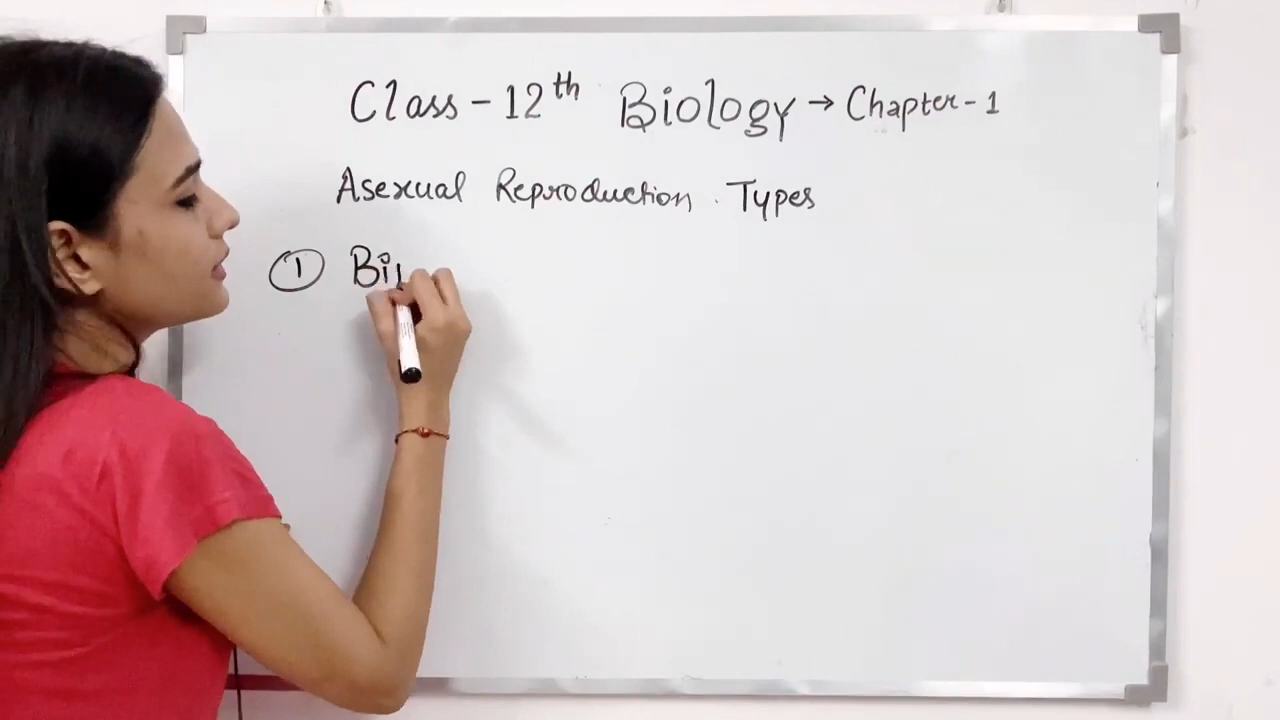 Class - 12th Biology → Chapter - 1
Asexual Reproduction Types
① Bi